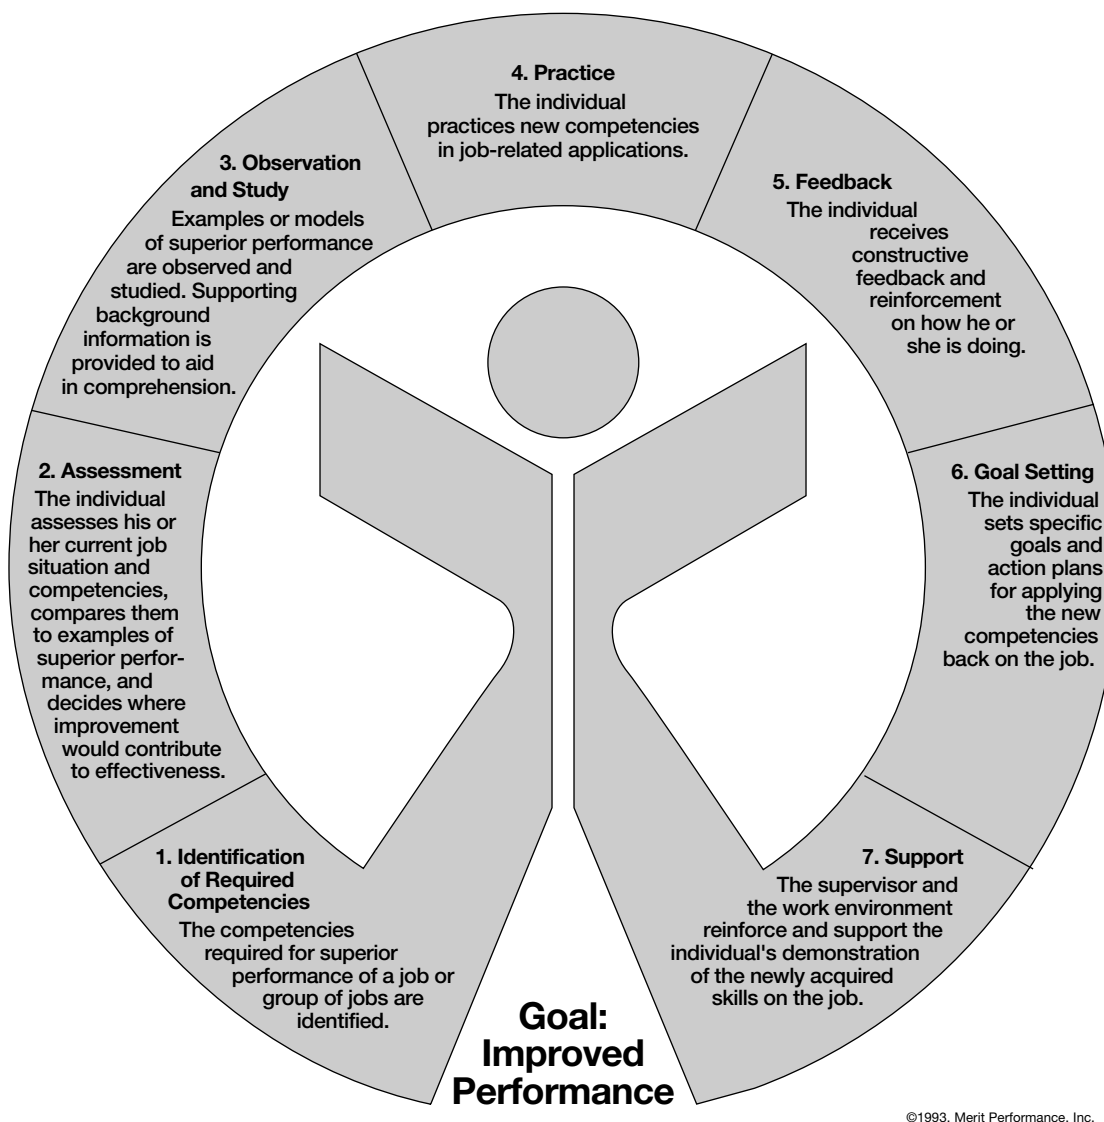 4. Practice
The individual
practices new competencies
in job-related applications.
3. Observation
and Study
Examples or models
of superior performance
are observed and
studied. Supporting
background
information is
provided to aid
in comprehension.
5. Feedback
The individual
receives
constructive
feedback and
reinforcement
on how he or
she is doing.
2. Assessment
The individual
assesses his or
her current job
situation and
competencies,
compares them
to examples of
superior perfor-
mance, and
decides where
improvement
would contribute
to effectiveness.
6. Goal Setting
The individual
sets specific
goals and
action plans
for applying
the new
competencies
back on the job.
1. Identification
of Required
Competencies
The competencies
required for superior
performance of a job or
group of jobs are
identified.
7. Support
The supervisor and
the work environment
reinforce and support the
individual's demonstration
of the newly acquired
skills on the job.
Goal:
Improved
Performance
©1993, Merit Performance, Inc.